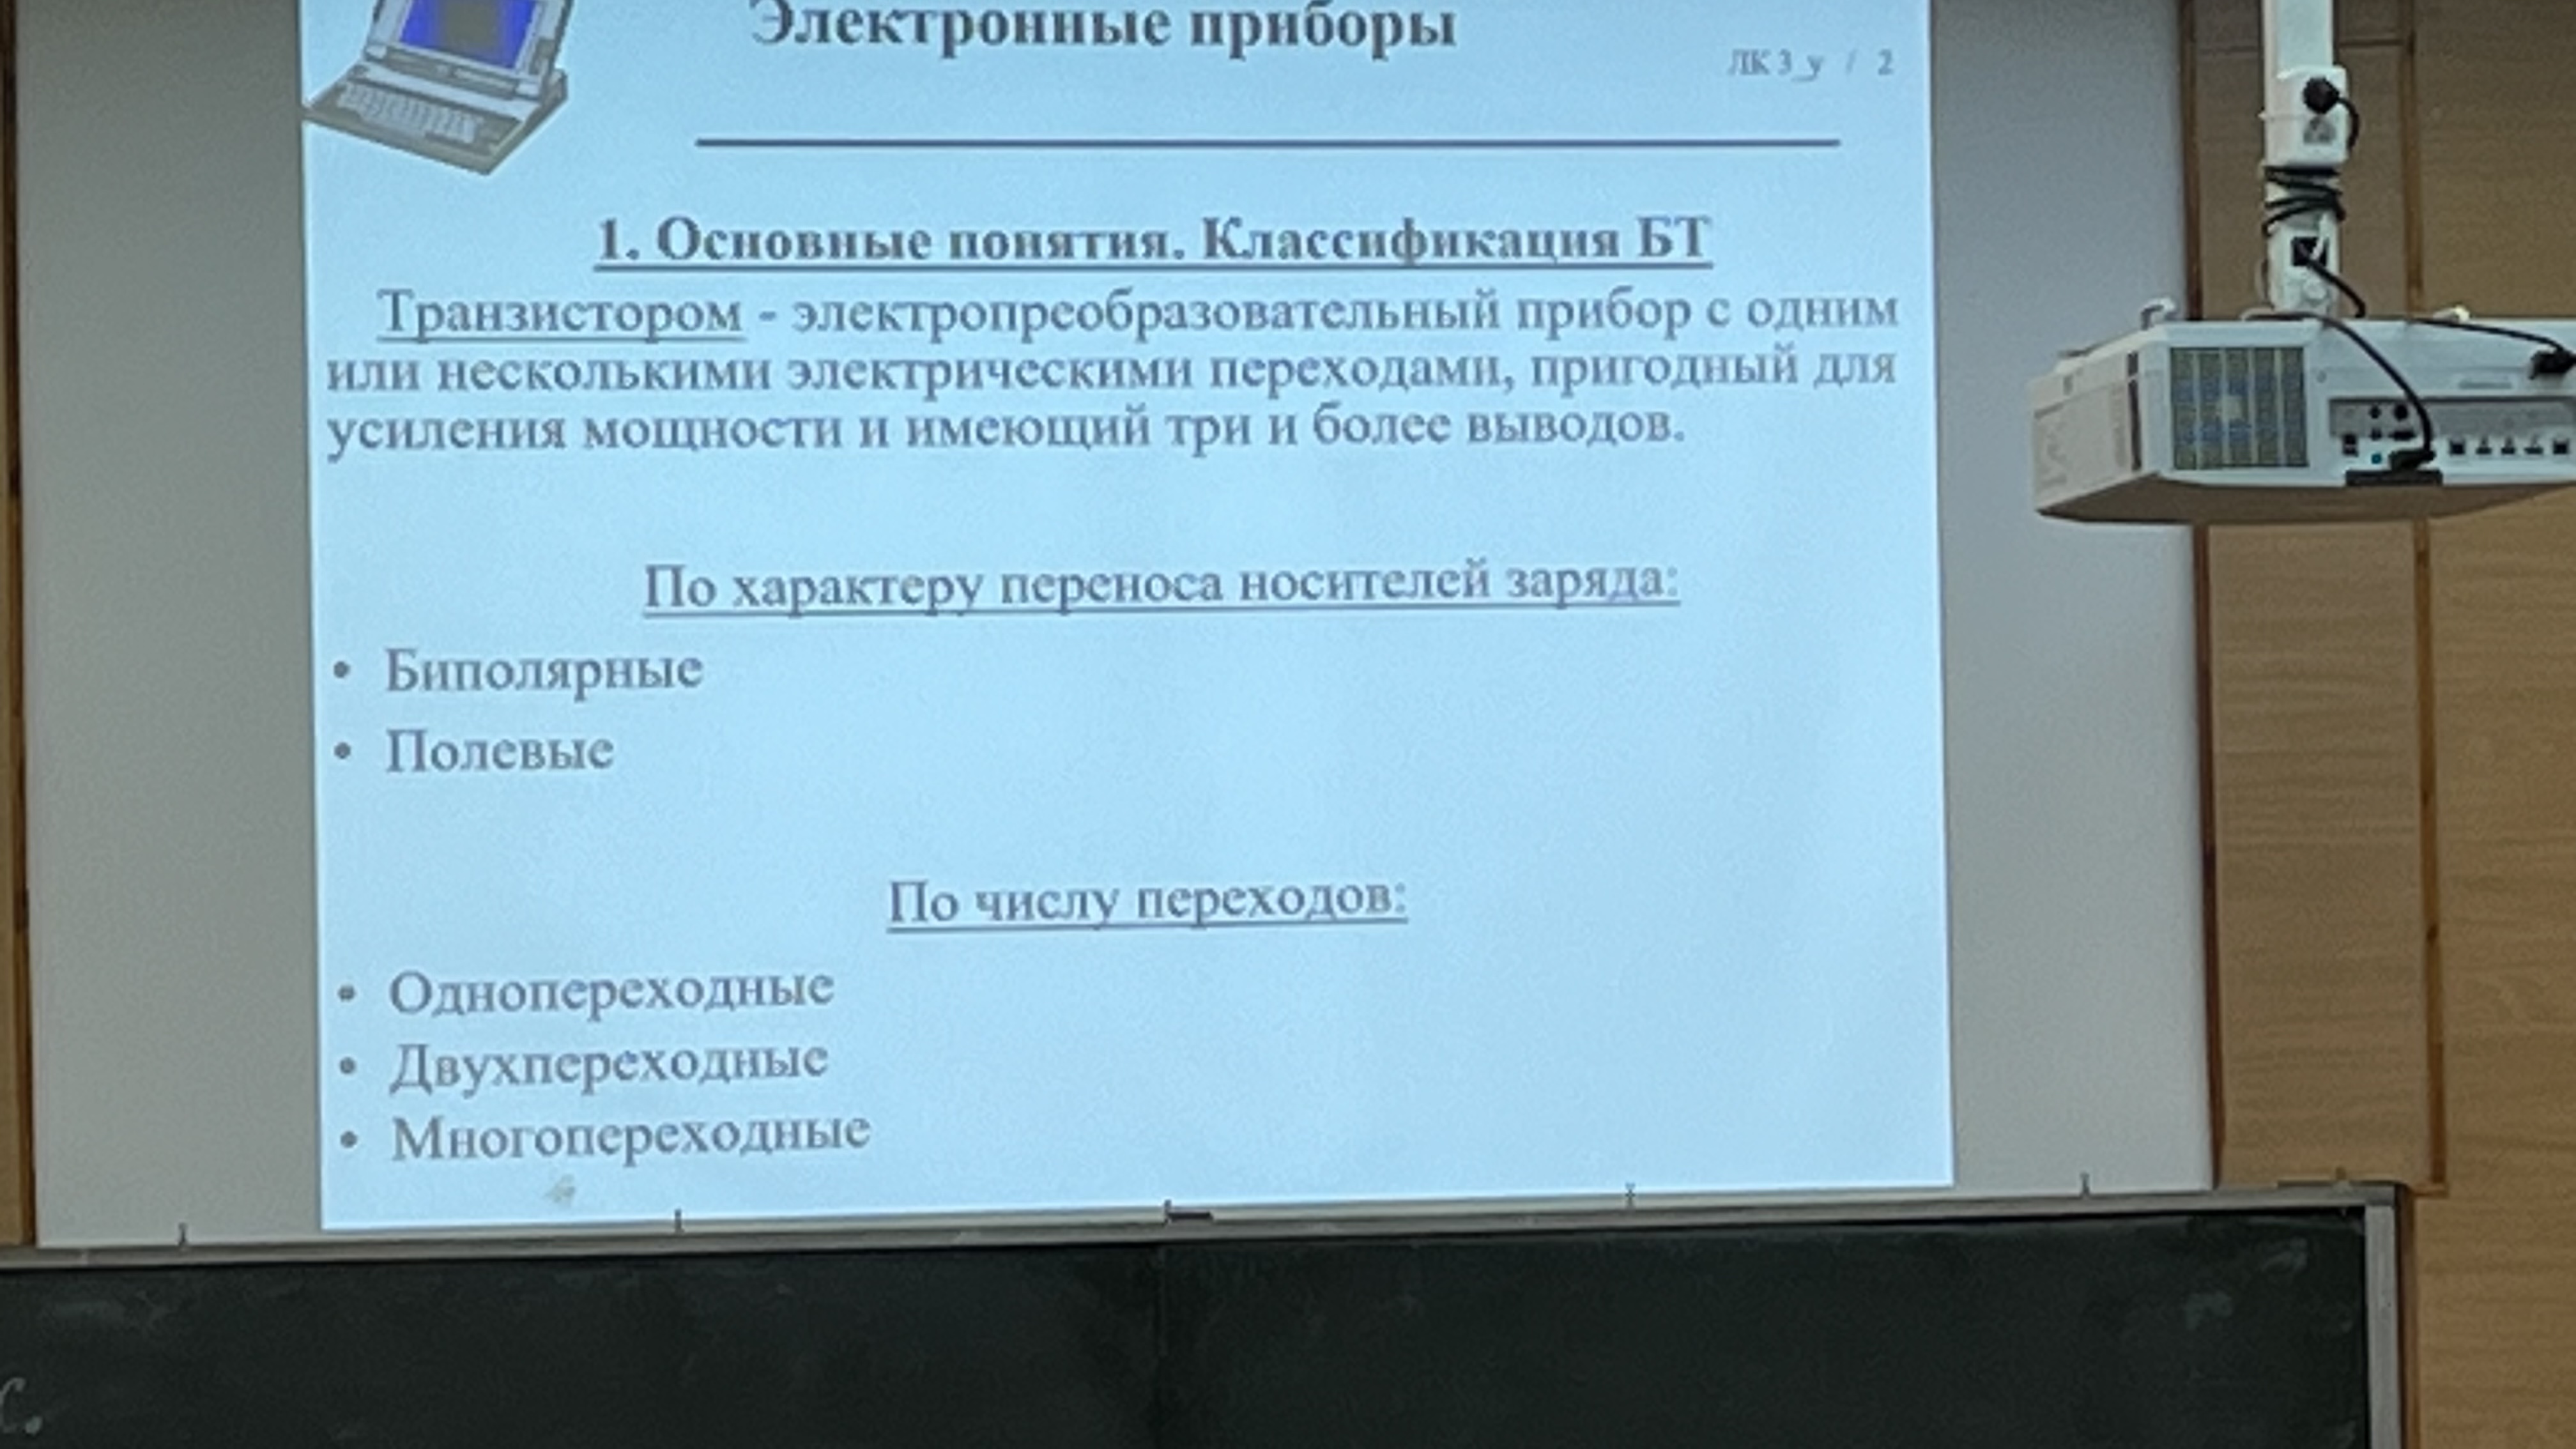 Электронные приборы
ЛК 3_у / 2
1. Основные понятия. Классификация БТ
Транзистором - электропреобразовательный прибор с одним
или несколькими электрическими переходами, пригодный для
усиления мощности и имеющий три и более выводов.
По характеру переноса носителей заряда:
• Биполярные
• Полевые
По числу переходов:
• Однопереходные
• Двухпереходные
• Многопереходные
с.